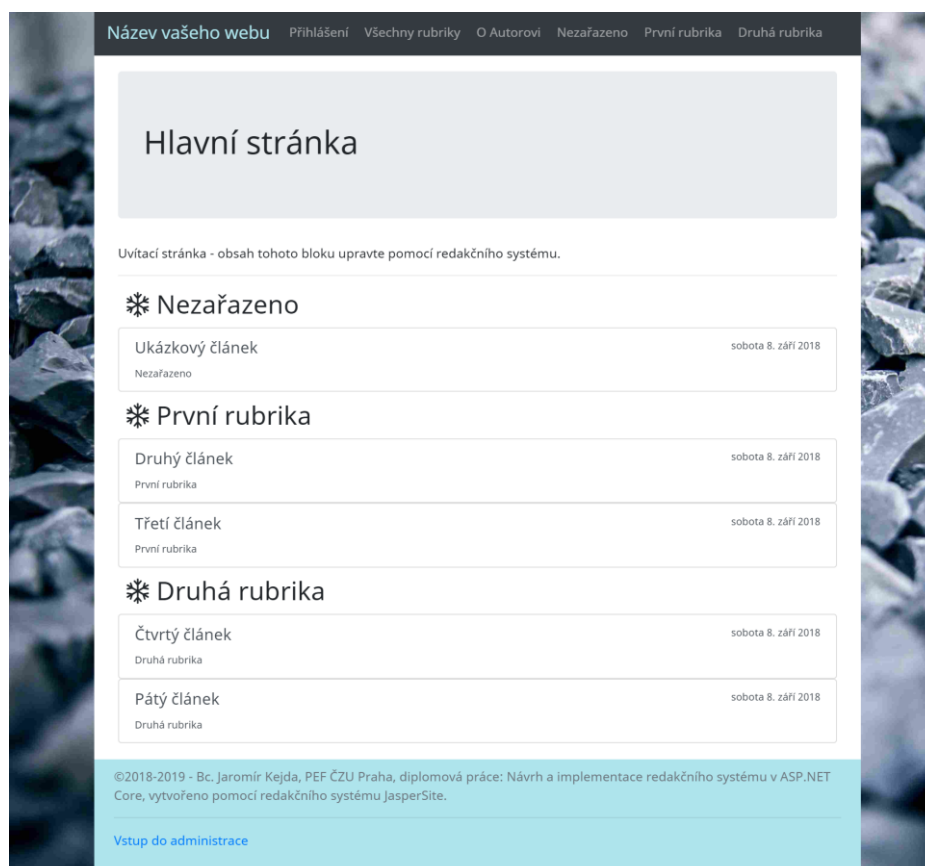 Název vašeho webu Přihlášení Všechny rubriky O Autorovi Nezařazeno První rubrika Druhá rubrika
Hlavní stránka
Uvítací stránka - obsah tohoto bloku upravte pomocí redakčního systému.
Nezařazeno
Ukázkový článek sobota 8. září 2018
Nezařazeno
První rubrika
Druhý článek sobota 8. září 2018
První rubrika
Třetí článek sobota 8. září 2018
První rubrika
Druhá rubrika
Čtvrtý článek sobota 8. září 2018
Druhá rubrika
Pátý článek sobota 8. září 2018
Druhá rubrika
©2018-2019 - Bc. Jaromír Kejda, PEF ČZU Praha, diplomová práce: Návrh a implementace redakčního systému v ASP.NET
Core, vytvořeno pomocí redakčního systému JasperSite.
Vstup do administrace